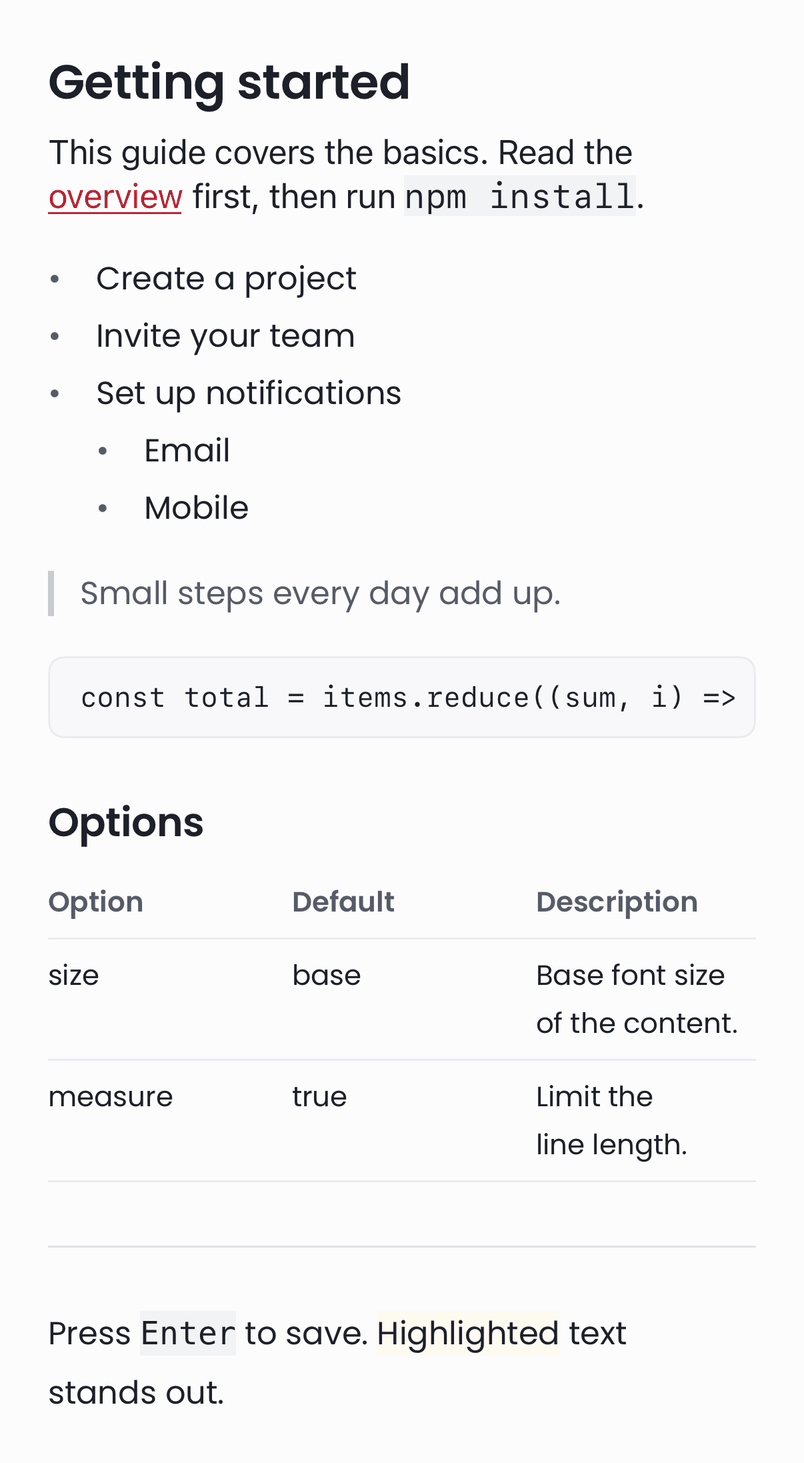 Getting started
This guide covers the basics. Read the
overview first, then run npm install.
• Create a project
• Invite your team
• Set up notifications
• Email
• Mobile
Small steps every day add up.
const total = items.reduce((sum, i) =>
Options
Option Default Description
size base Base font size
of the content.
measure true Limit the
line length.
Press Enter to save. Highlighted text
stands out.